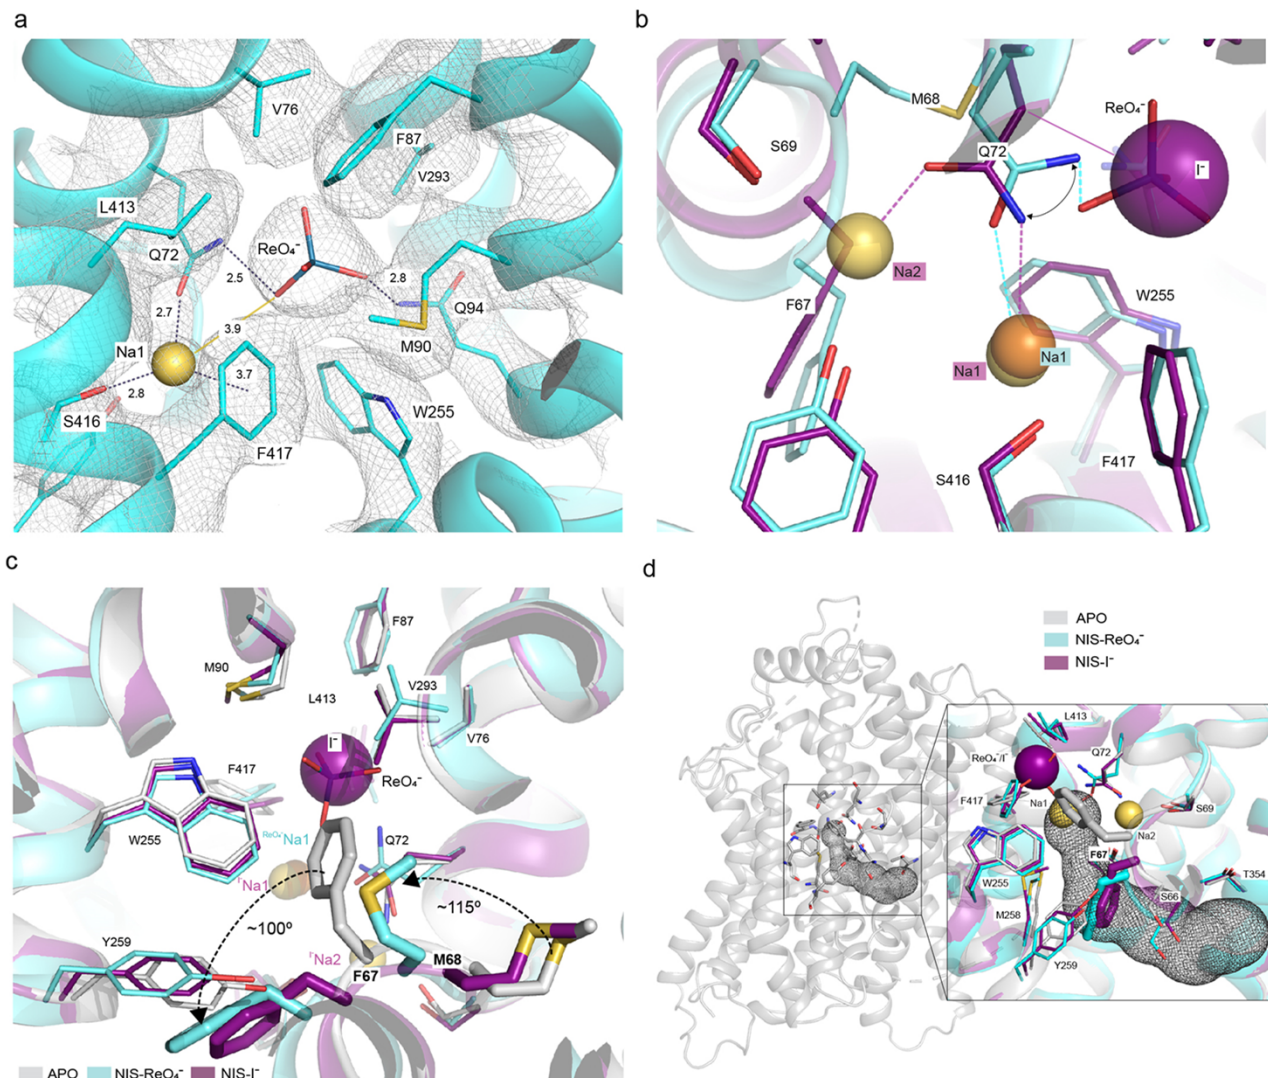 a
V76
F87
V293
L413
Q72
ReO₄⁻
2.5
2.8
2.7
Q94
3.9
M90
Na1
3.7
2.8
W255
S416
F417
b
M68
ReO₄⁻
S69
Q72
I⁻
Na2
F67
W255
Na1
Na1
S416
F417
c
F87
M90
L413
V293
V76
I⁻
ReO₄⁻
F417
W255
ReO₄⁻Na1
Q72
I⁻Na1
~115º
~100º
Y259
I⁻Na2
F67
M68
APO
NIS-ReO₄⁻
NIS-I⁻
d
APO
NIS-ReO₄⁻
NIS-I⁻
L413
Q72
ReO₄⁻/I⁻
F417
Na1
S69
Na2
F67
W255
T354
S66
M258
Y259